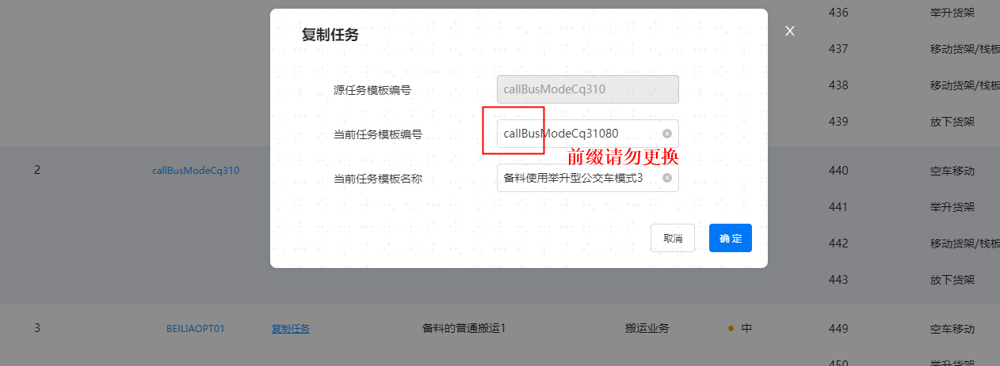 436 举升货架
复制任务
X
437 移动货架/栈板
源任务模板编号 callBusModeCq310
438 移动货架/栈板
439 放下货架
当前任务模板编号 callBusModeCq31080
前缀请勿更换
2 callBusModeCq310
440 空车移动
当前任务模板名称 备料使用举升型公交车模式3
441 举升货架
取消 确定
442 移动货架/栈板
443 放下货架
3 BEILIAOPT01 复制任务 备料的普通搬运1 搬运业务 中 449 空车移动
450 举升货架